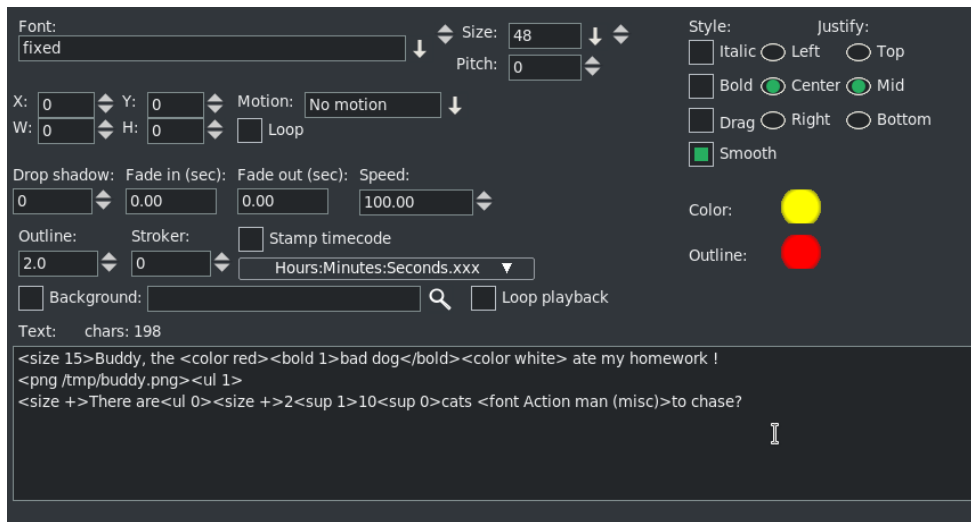 Font:
fixed
Size: 48
Pitch: 0
Style: Justify:
Italic Left Top
Bold Center Mid
Drag Right Bottom
Smooth
X: 0 Y: 0 Motion: No motion
W: 0 H: 0 Loop
Drop shadow: Fade in (sec): Fade out (sec): Speed:
0 0.00 0.00 100.00
Color:
Outline: Stroker: Stamp timecode
2.0 0 Hours:Minutes:Seconds.xxx
Outline:
Background: Loop playback
Text: chars: 198
<size 15>Buddy, the <color red><bold 1>bad dog</bold><color white> ate my homework !
<png /tmp/buddy.png><ul 1>
<size +>There are<ul 0><size +>2<sup 1>10<sup 0>cats <font Action man (misc)>to chase?